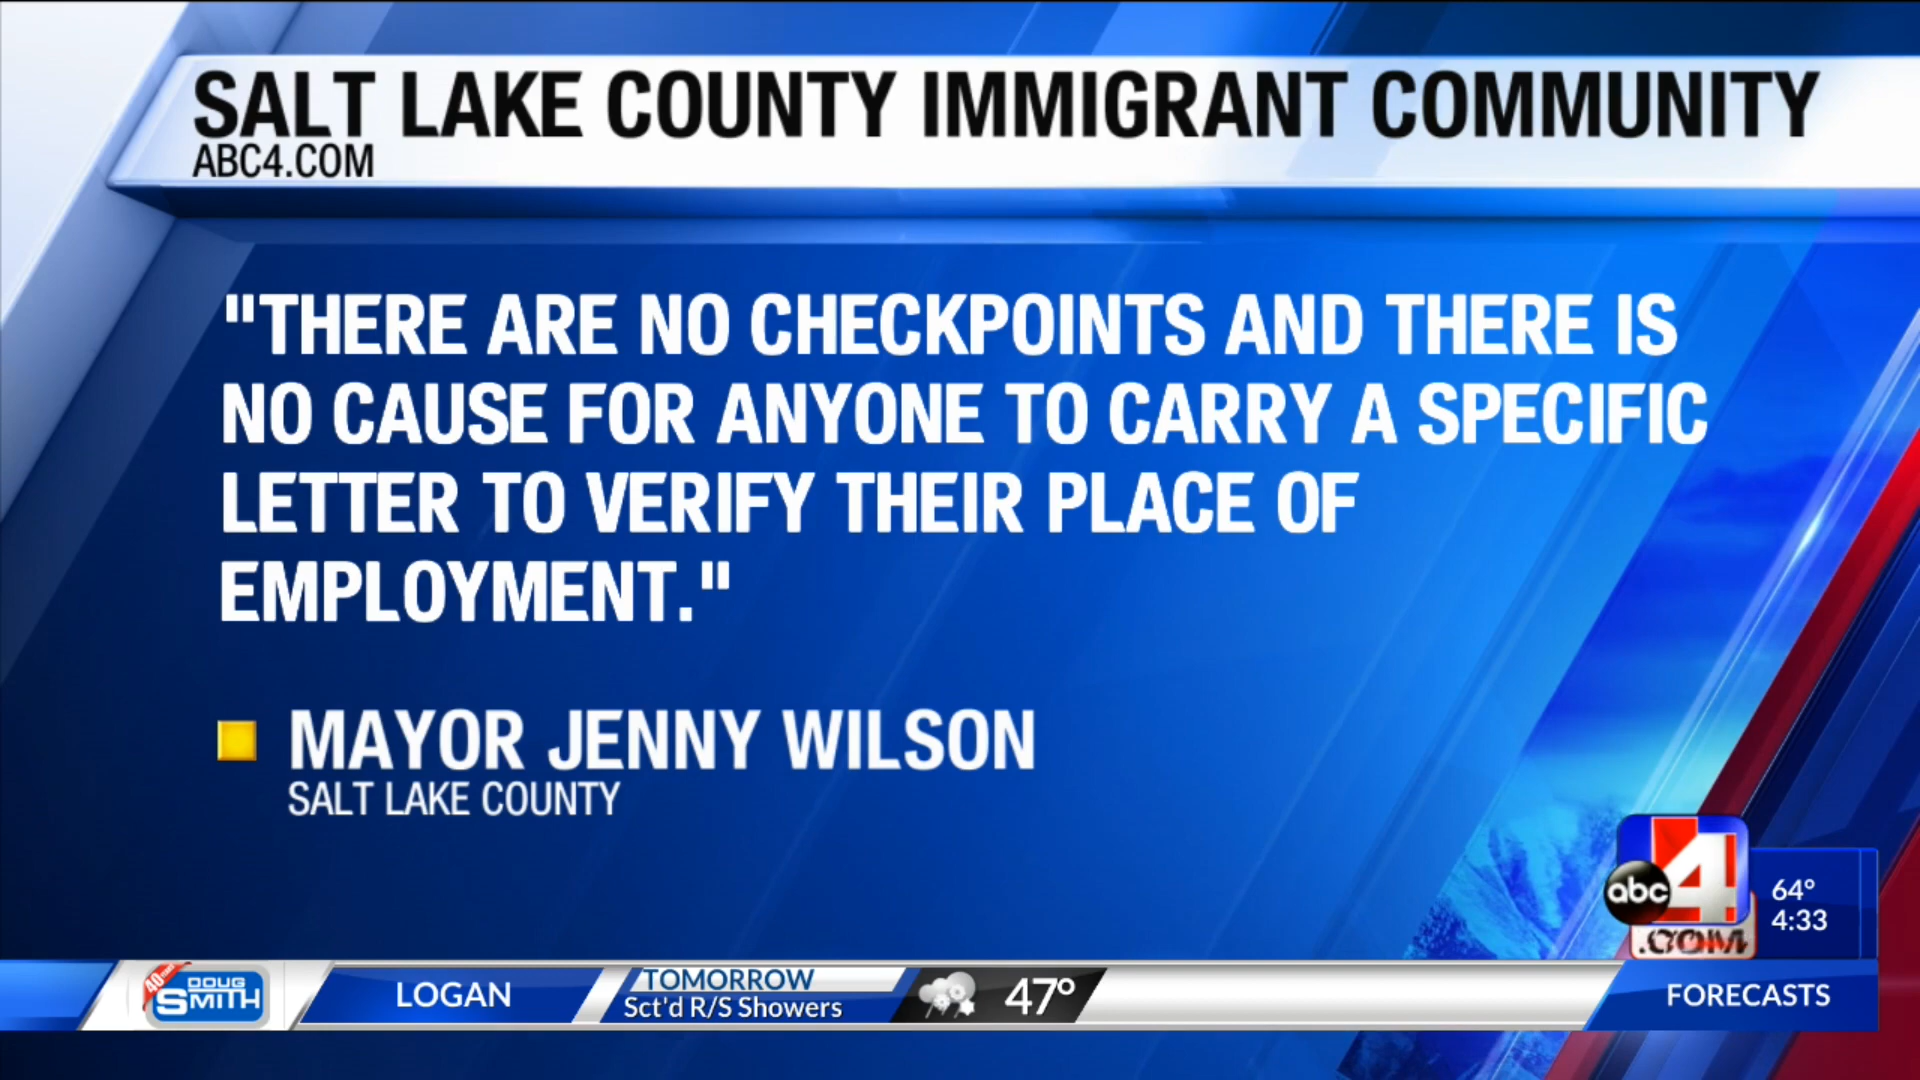 SALT LAKE COUNTY IMMIGRANT COMMUNITY
ABC4.COM
"THERE ARE NO CHECKPOINTS AND THERE IS
NO CAUSE FOR ANYONE TO CARRY A SPECIFIC
LETTER TO VERIFY THEIR PLACE OF
EMPLOYMENT."
MAYOR JENNY WILSON
SALT LAKE COUNTY
abc 4
.COM
64°
4:33
40
DOUG
SMITH
LOGAN
TOMORROW
Sct'd R/S Showers
47°
FORECASTS